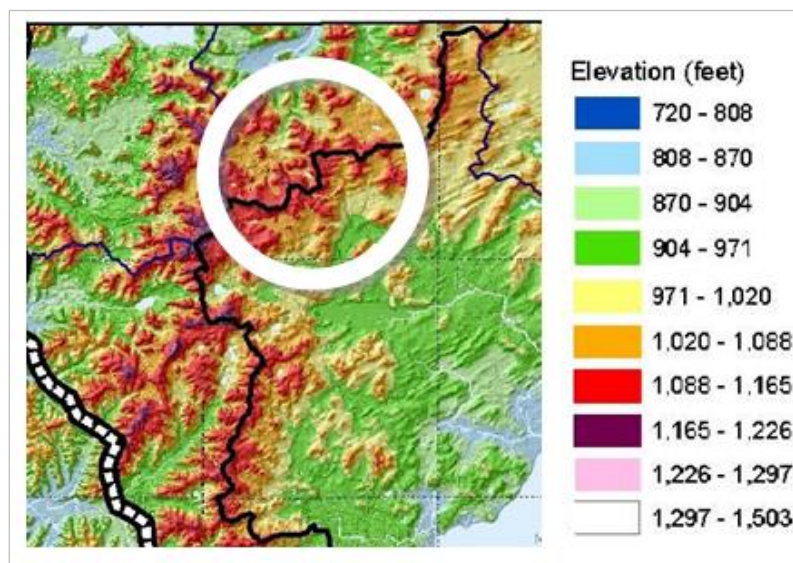 Elevation (feet)
720 - 808
808 - 870
870 - 904
904 - 971
971 - 1,020
1,020 - 1,088
1,088 - 1,165
1,165 - 1,226
1,226 - 1,297
1,297 - 1,503